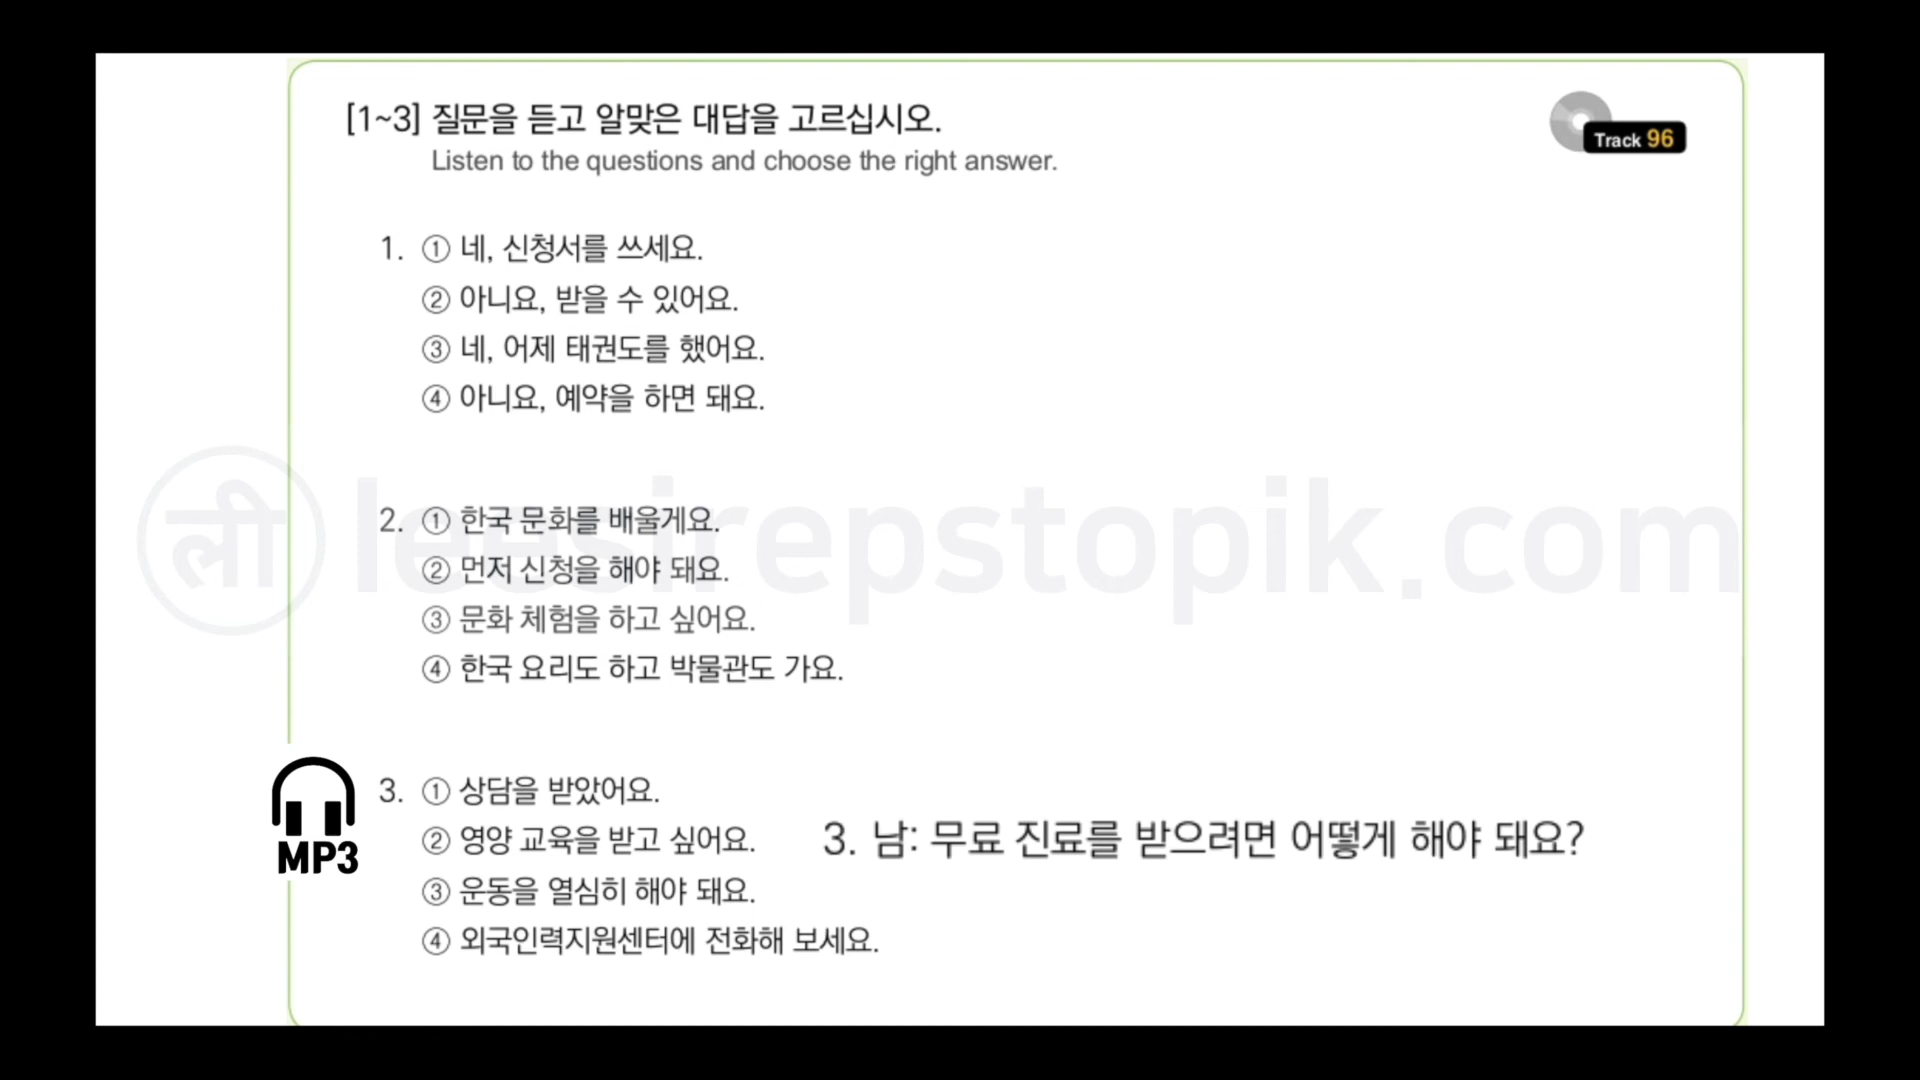 [1~3] 질문을 듣고 알맞은 대답을 고르십시오.
Listen to the questions and choose the right answer.
Track 96
1. ① 네, 신청서를 쓰세요.
② 아니요, 받을 수 있어요.
③ 네, 어제 태권도를 했어요.
④ 아니요, 예약을 하면 돼요.
ली leesirepstopik.com
2. ① 한국 문화를 배울게요.
② 먼저 신청을 해야 돼요.
③ 문화 체험을 하고 싶어요.
④ 한국 요리도 하고 박물관도 가요.
MP3
3. ① 상담을 받았어요.
② 영양 교육을 받고 싶어요.
3. 남: 무료 진료를 받으려면 어떻게 해야 돼요?
③ 운동을 열심히 해야 돼요.
④ 외국인력지원센터에 전화해 보세요.